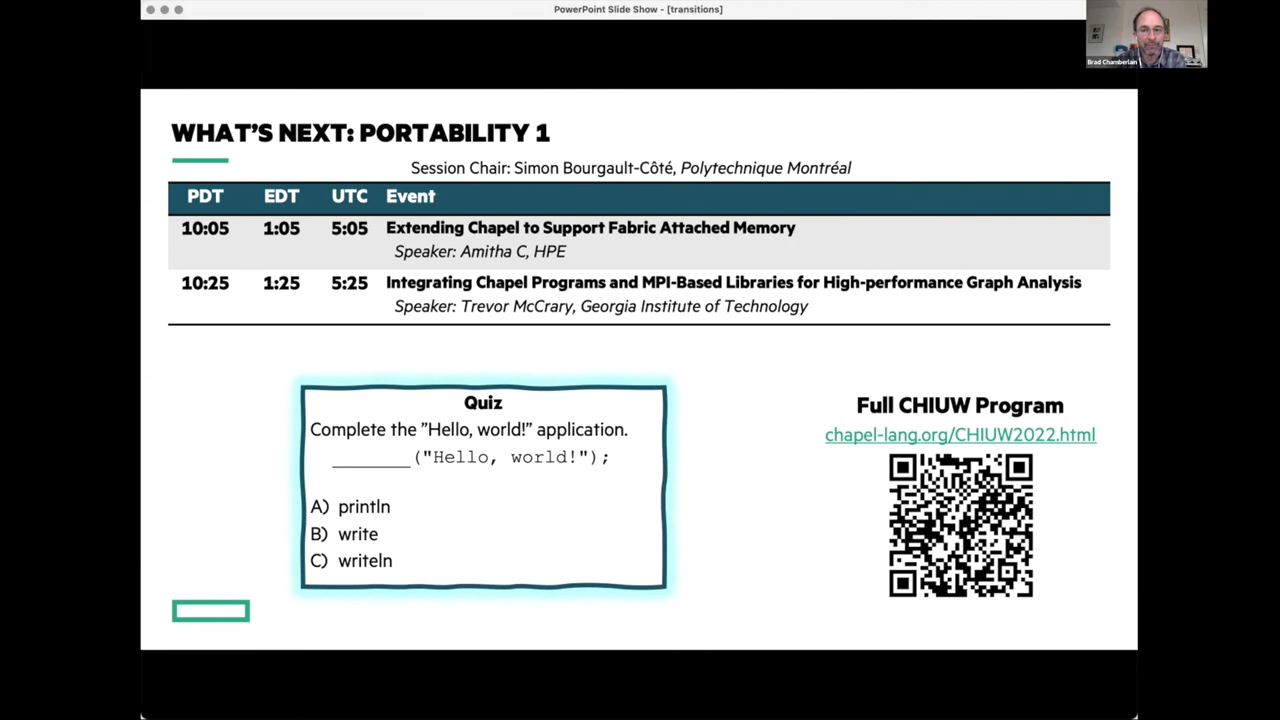 PowerPoint Slide Show - [transitions]
Brad Chamberlain
WHAT'S NEXT: PORTABILITY 1
Session Chair: Simon Bourgault-Côté, Polytechnique Montréal
PDT EDT UTC Event
10:05 1:05 5:05 Extending Chapel to Support Fabric Attached Memory
Speaker: Amitha C, HPE
10:25 1:25 5:25 Integrating Chapel Programs and MPI-Based Libraries for High-performance Graph Analysis
Speaker: Trevor McCrary, Georgia Institute of Technology
Quiz
Complete the ”Hello, world!” application.
________("Hello, world!");
A) println
B) write
C) writeln
Full CHIUW Program
chapel-lang.org/CHIUW2022.html